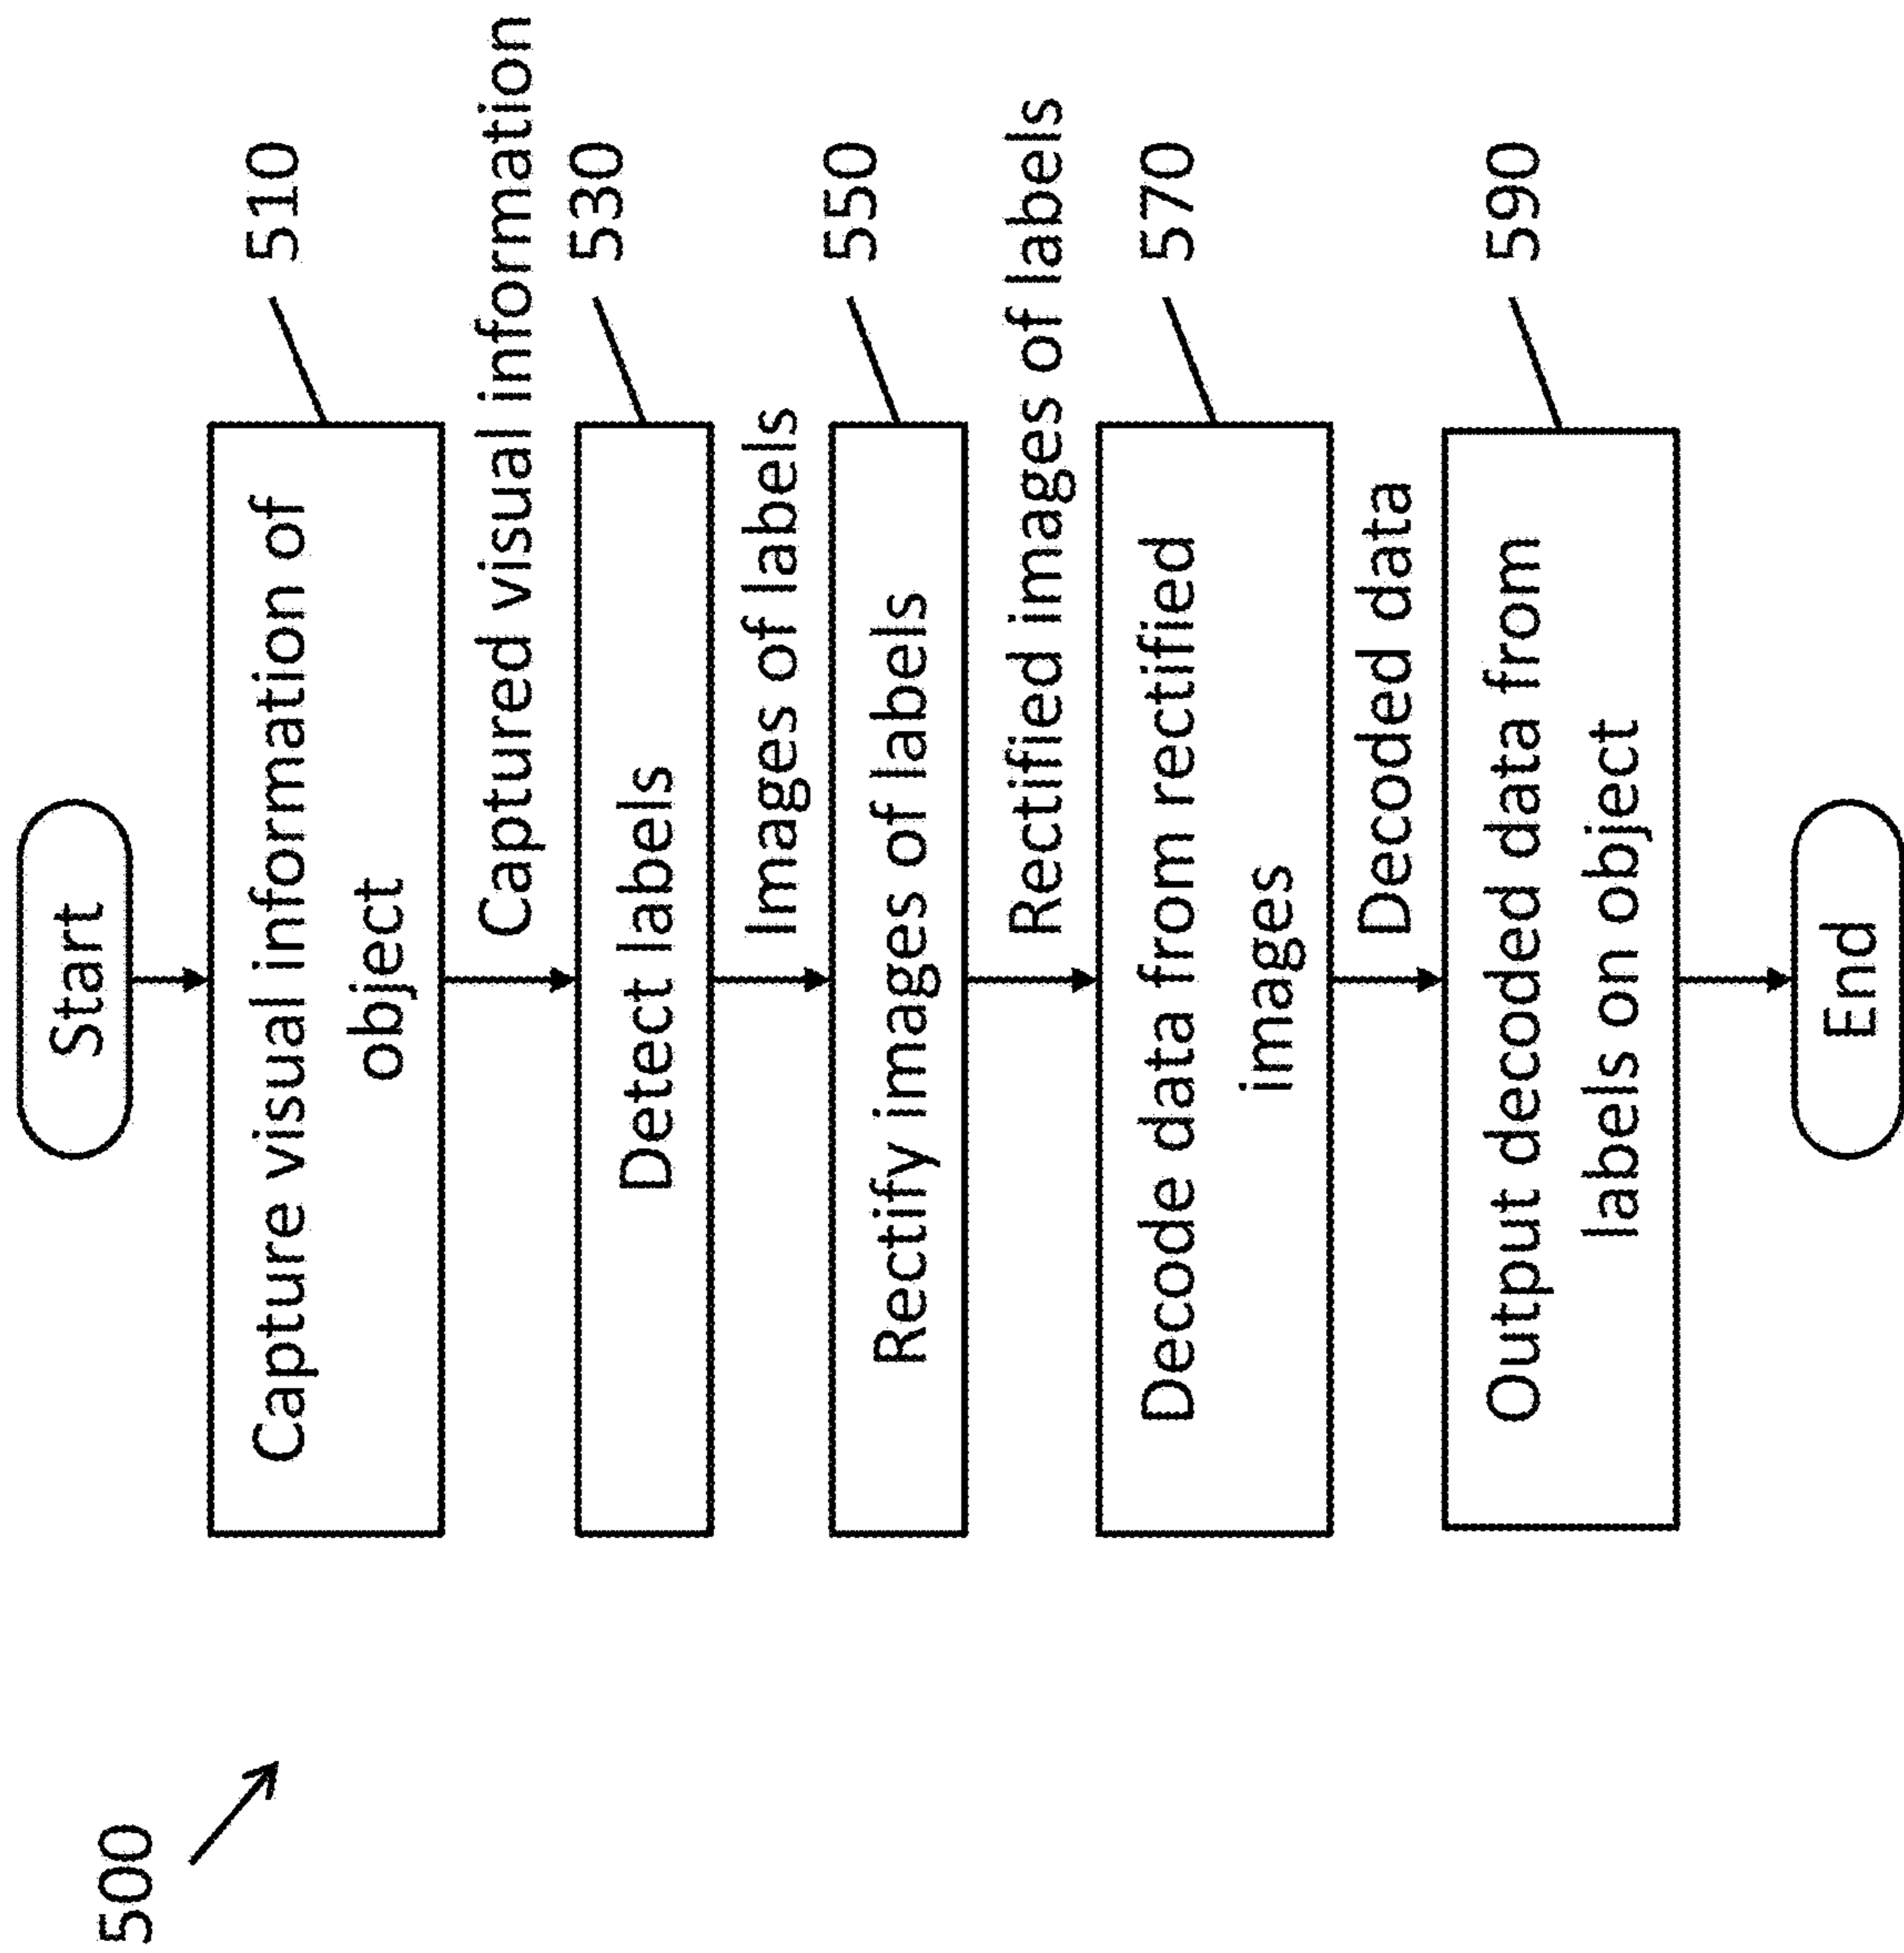 500
Start
Capture visual information of
object
510
Captured visual information
Detect labels
530
Images of labels
Rectify images of labels
550
Rectified images of labels
Decode data from rectified
images
570
Decoded data
Output decoded data from
labels on object
590
End